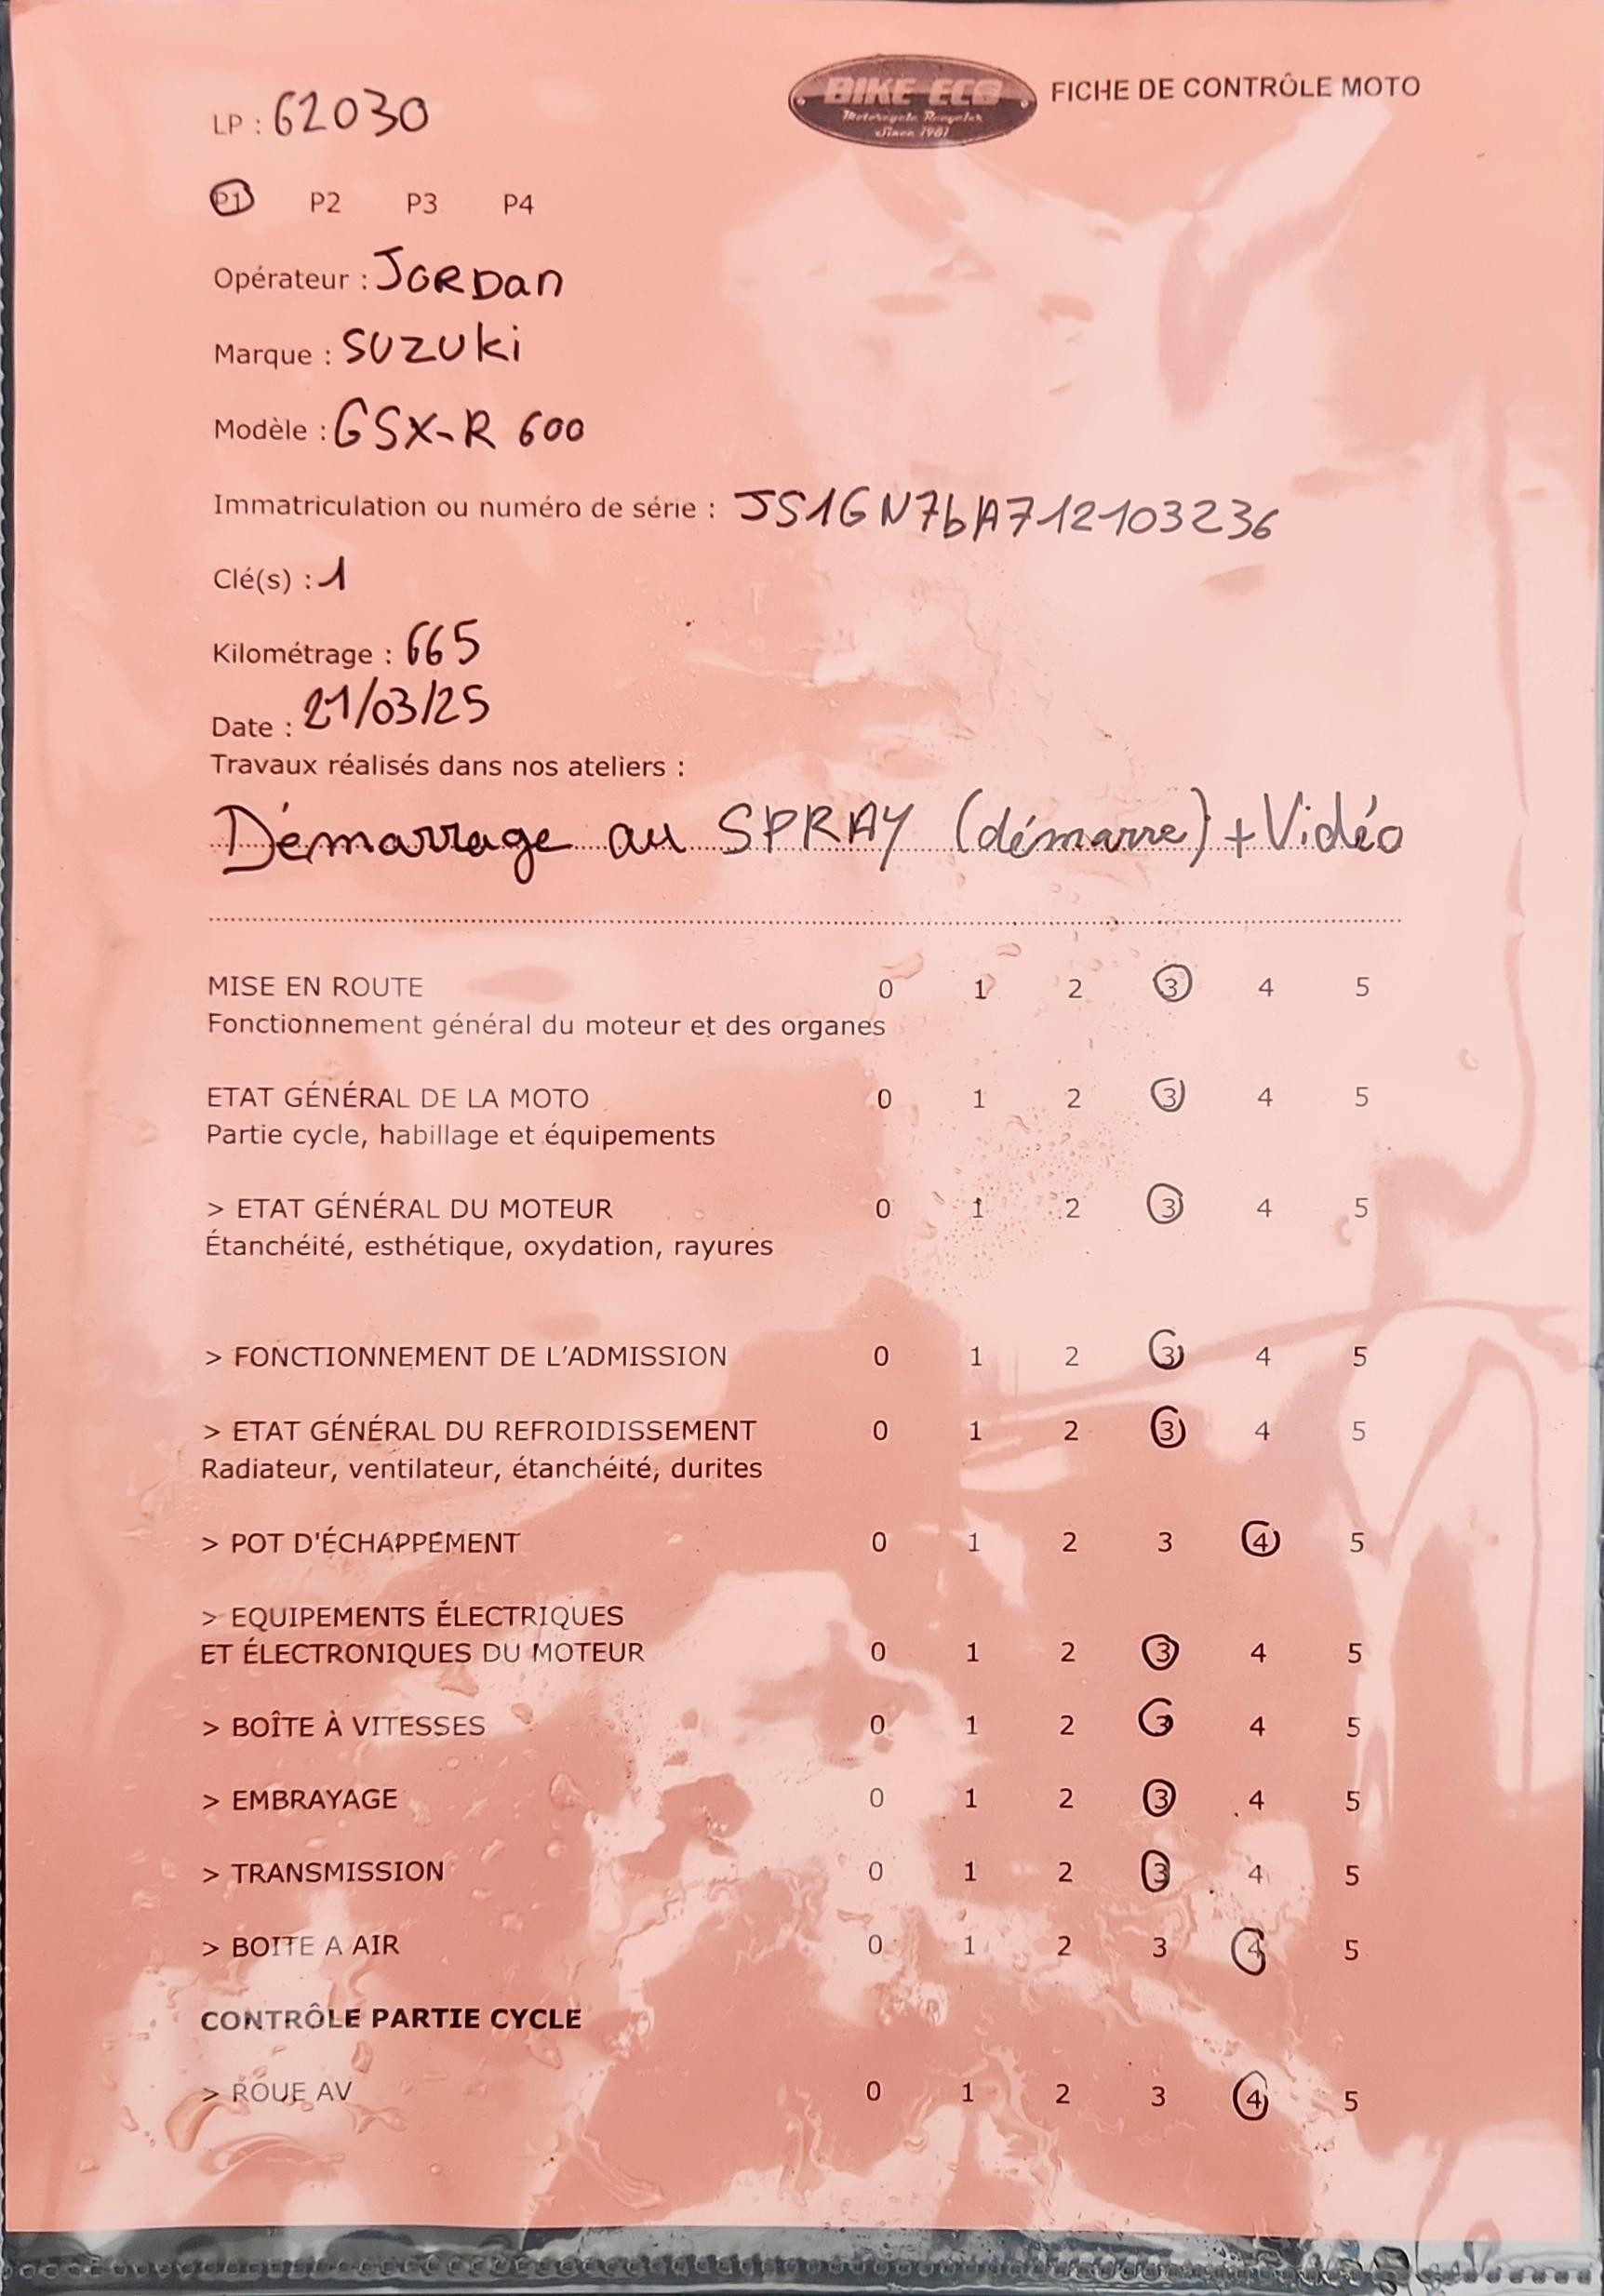 BIKE ECO
Motorcycle Recycler
Since 1981
FICHE DE CONTRÔLE MOTO
LP : 62030
P1 P2 P3 P4
Opérateur : JORDan
Marque : SUZUki
Modèle : GSX-R 600
Immatriculation ou numéro de série : JS1GN7bA712103236
Clé(s) : 1
Kilométrage : 665
Date : 21/03/25
Travaux réalisés dans nos ateliers :
Démarrage au SPRAY (démarre) + Vidéo
MISE EN ROUTE 0 1 2 3 4 5
Fonctionnement général du moteur et des organes
ETAT GÉNÉRAL DE LA MOTO 0 1 2 3 4 5
Partie cycle, habillage et équipements
> ETAT GÉNÉRAL DU MOTEUR 0 1 2 3 4 5
Étanchéité, esthétique, oxydation, rayures
> FONCTIONNEMENT DE L'ADMISSION 0 1 2 3 4 5
> ETAT GÉNÉRAL DU REFROIDISSEMENT 0 1 2 3 4 5
Radiateur, ventilateur, étanchéité, durites
> POT D'ÉCHAPPEMENT 0 1 2 3 4 5
> EQUIPEMENTS ÉLECTRIQUES
ET ÉLECTRONIQUES DU MOTEUR 0 1 2 3 4 5
> BOÎTE À VITESSES 0 1 2 3 4 5
> EMBRAYAGE 0 1 2 3 4 5
> TRANSMISSION 0 1 2 3 4 5
> BOITE A AIR 0 1 2 3 4 5
CONTRÔLE PARTIE CYCLE
> ROUE AV 0 1 2 3 4 5